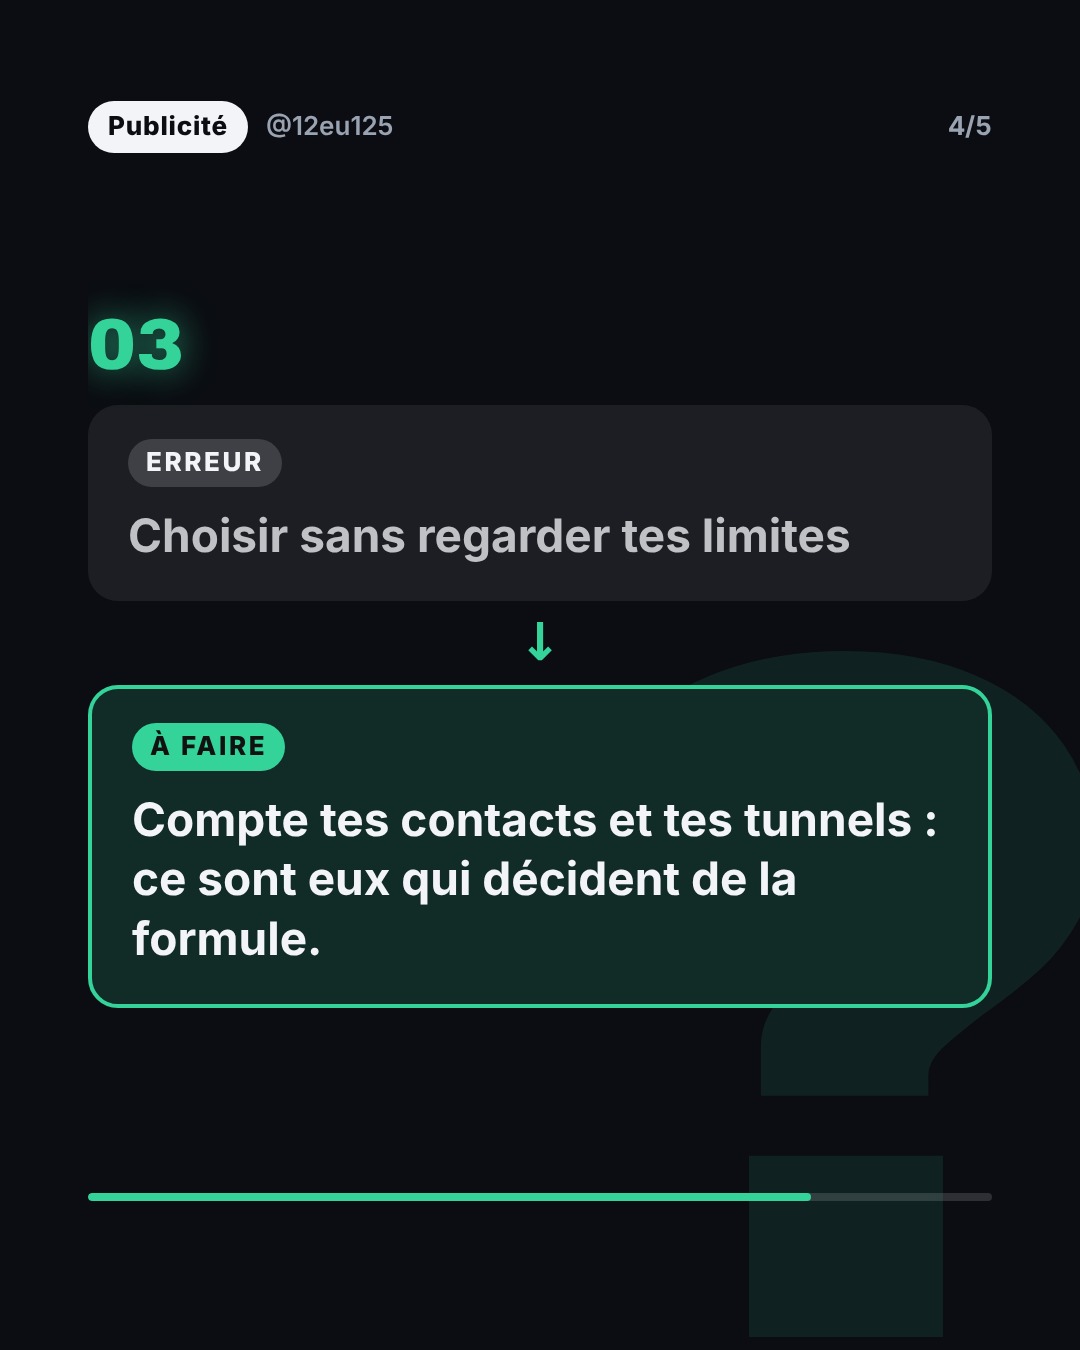 Publicité @12eu125 4/5
03
ERREUR
Choisir sans regarder tes limites
↓
À FAIRE
Compte tes contacts et tes tunnels :
ce sont eux qui décident de la
formule.
?